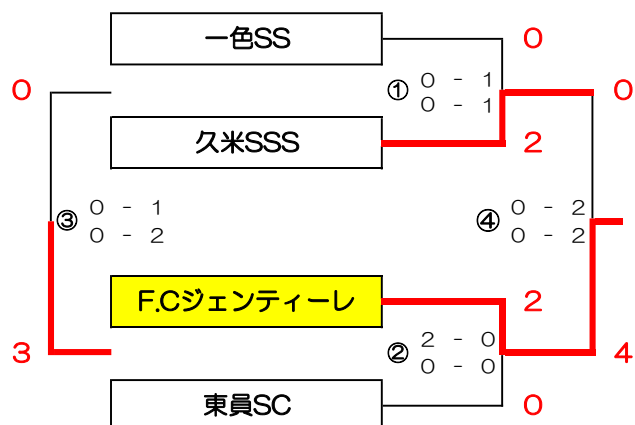 一色SS
0
① 0 - 1
0 - 1
0
0
久米SSS
2
③ 0 - 1
0 - 2
④ 0 - 2
0 - 2
F.Cジェンティーレ
2
② 2 - 0
0 - 0
3
4
東員SC
0